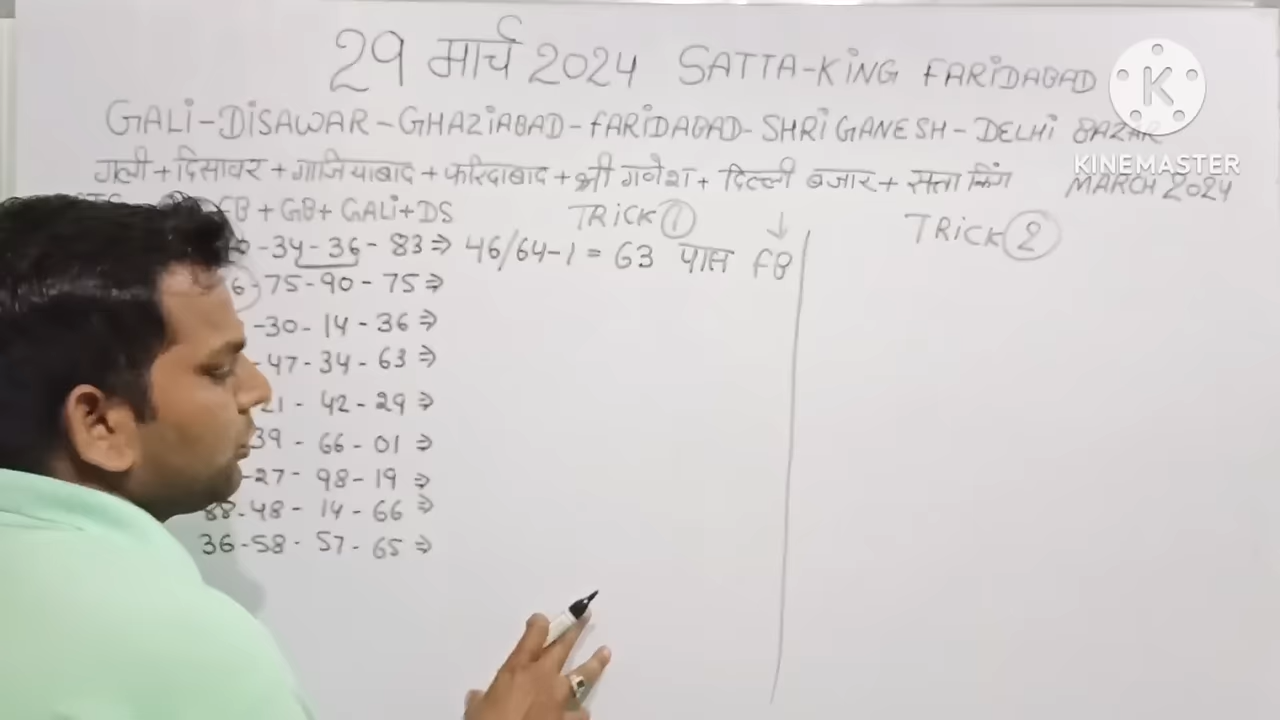 29 मार्च 2024 SATTA-KiNG FARiDABAD
GALi-DiSAWAR-GHAZiABAD-FARiDABAD-SHRi GANESH-DELHi BAZAR
गली+दिसावर+गाजियाबाद+फरिदाबाद+श्री गनेश+दिल्ली बजार+सत्ता किंग MARCH 2024
K
KINEMASTER
FB+GB+GALi+DS TRiCK 1 ↓ TRiCK 2
-34-36-83⇒ 46/64-1=63 पास FB
6-75-90-75⇒
-30-14-36⇒
-47-34-63⇒
21-42-29⇒
39-66-01⇒
-27-98-19⇒
88-48-14-66⇒
36-58-57-65⇒